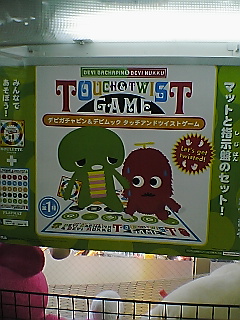 DEVI GACHAPIN & DEVI MUKKU
TOUCH & TWIST
GAME
デビガチャピン＆デビムック タッチアンドツイストゲーム
Let's get
twisted!
みんなで
あそぼう！
マットと指示盤のセット！